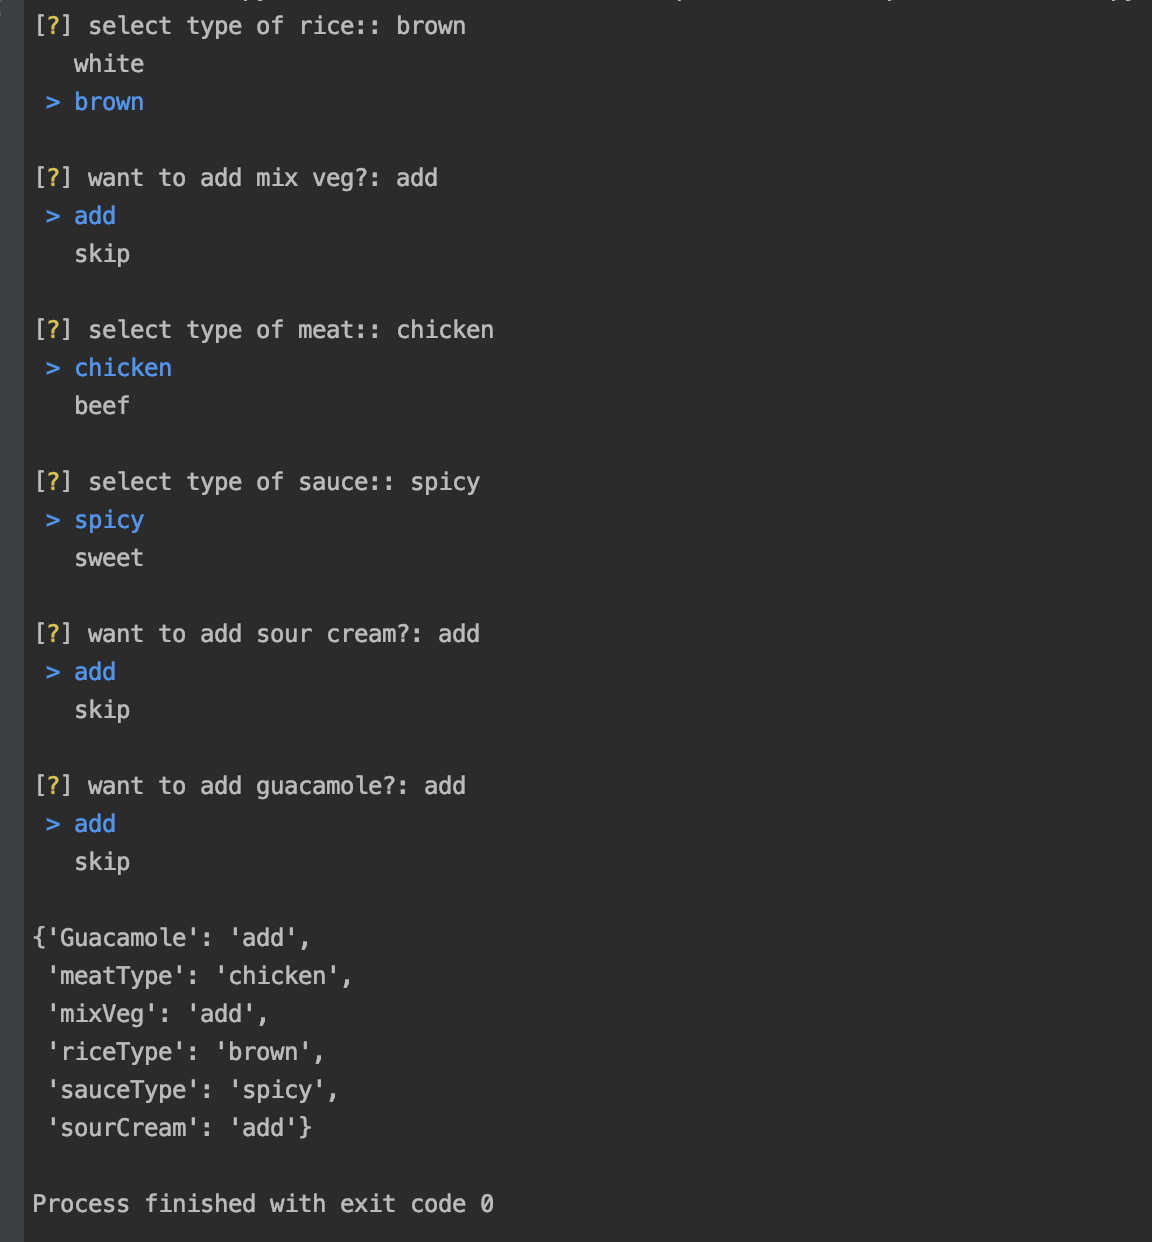 [?] select type of rice:: brown
   white
 > brown

[?] want to add mix veg?: add
 > add
   skip

[?] select type of meat:: chicken
 > chicken
   beef

[?] select type of sauce:: spicy
 > spicy
   sweet

[?] want to add sour cream?: add
 > add
   skip

[?] want to add guacamole?: add
 > add
   skip

{'Guacamole': 'add',
 'meatType': 'chicken',
 'mixVeg': 'add',
 'riceType': 'brown',
 'sauceType': 'spicy',
 'sourCream': 'add'}

Process finished with exit code 0